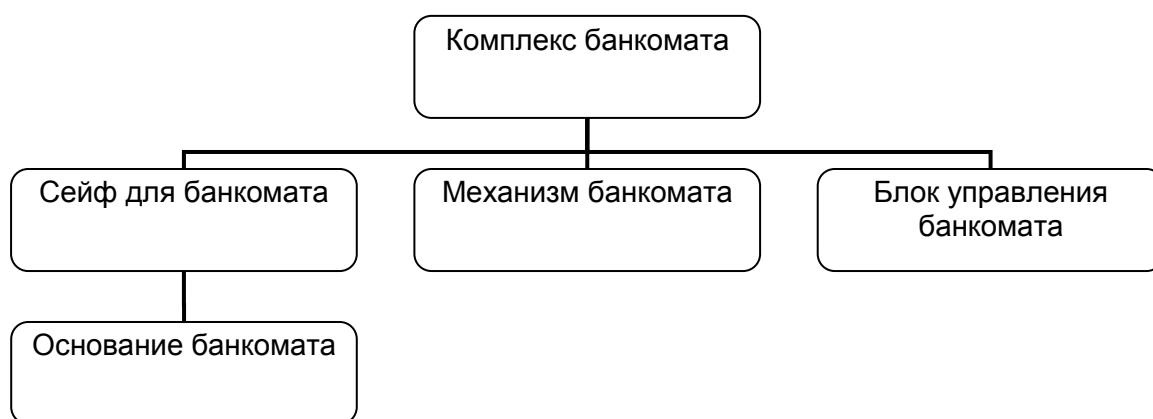 Комплекс банкомата
Сейф для банкомата
Механизм банкомата
Блок управления
банкомата
Основание банкомата